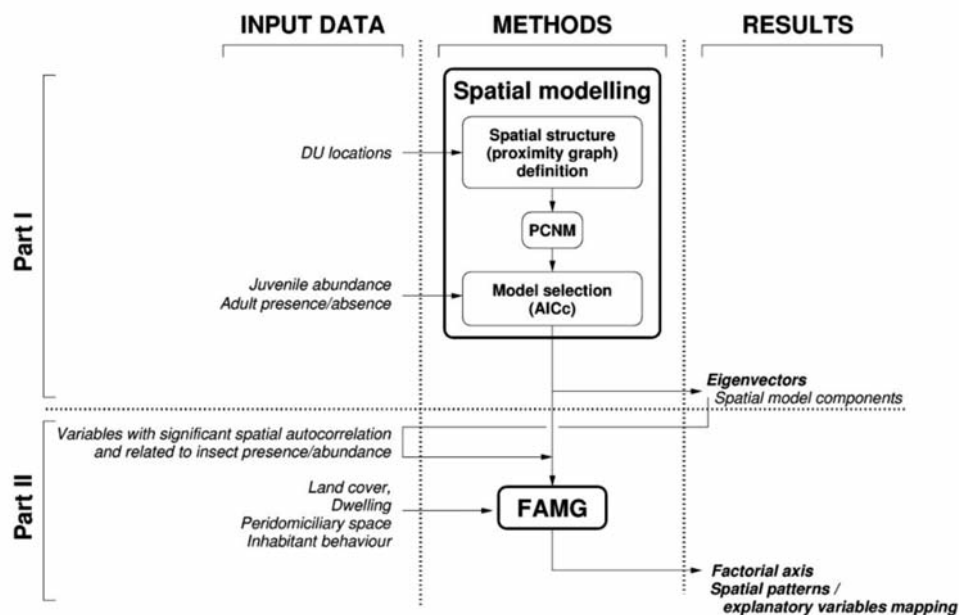 INPUT DATA
METHODS
RESULTS
Part I
Spatial modelling
DU locations
Spatial structure
(proximity graph)
definition
PCNM
Juvenile abundance
Adult presence/absence
Model selection
(AICc)
Eigenvectors
Spatial model components
Part II
Variables with significant spatial autocorrelation
and related to insect presence/abundance
Land cover,
Dwelling
Peridomiciliary space
Inhabitant behaviour
FAMG
Factorial axis
Spatial patterns /
explanatory variables mapping